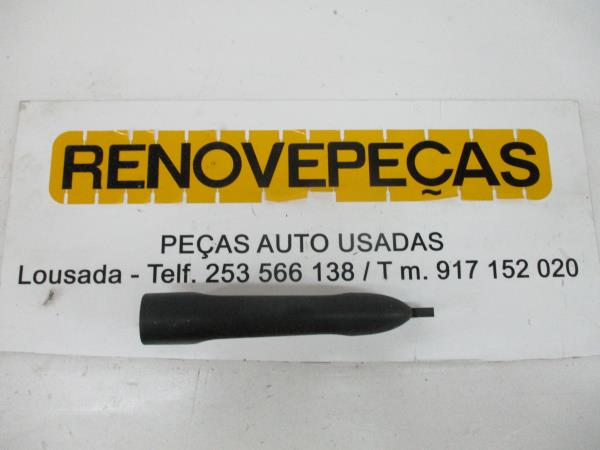 RENOVEPEÇAS
PEÇAS AUTO USADAS
Lousada - Telf. 253 566 138 / T m. 917 152 020